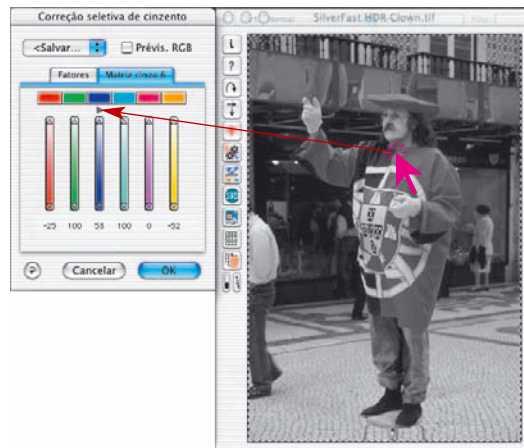 Correção seletiva de cinzento
<Salvar...
Prévis. RGB
Fatores
Matriz cinza 6
-25 100 53 100 0 -52
Cancelar
OK
SilverFast HDR Clown.tif